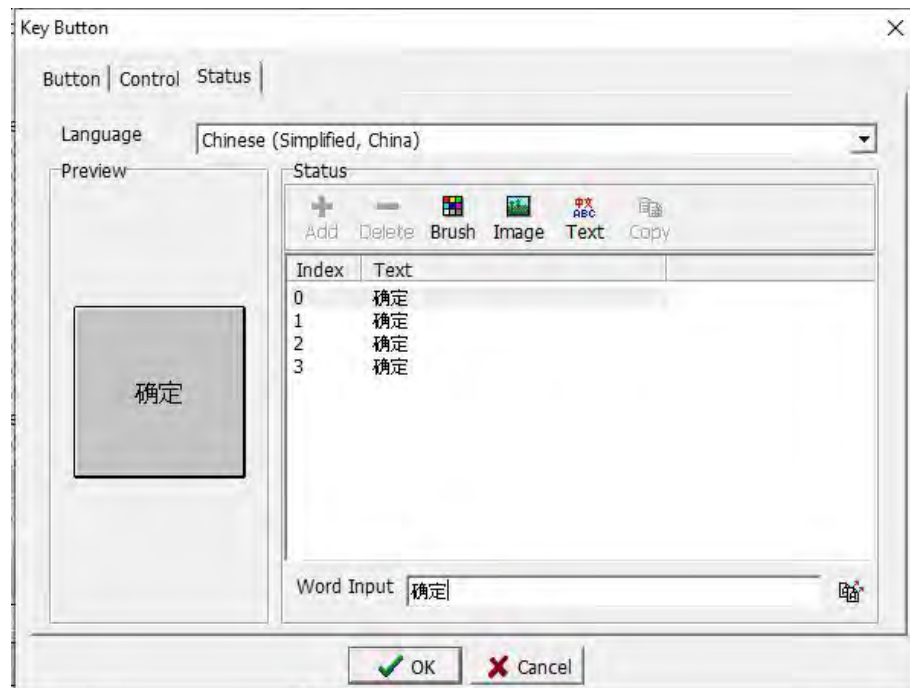 Key Button
Button Control Status
Language Chinese (Simplified, China)
Preview
确定
Status
Add Delete Brush Image Text Copy
Index Text
0 确定
1 确定
2 确定
3 确定
Word Input 确定
OK Cancel